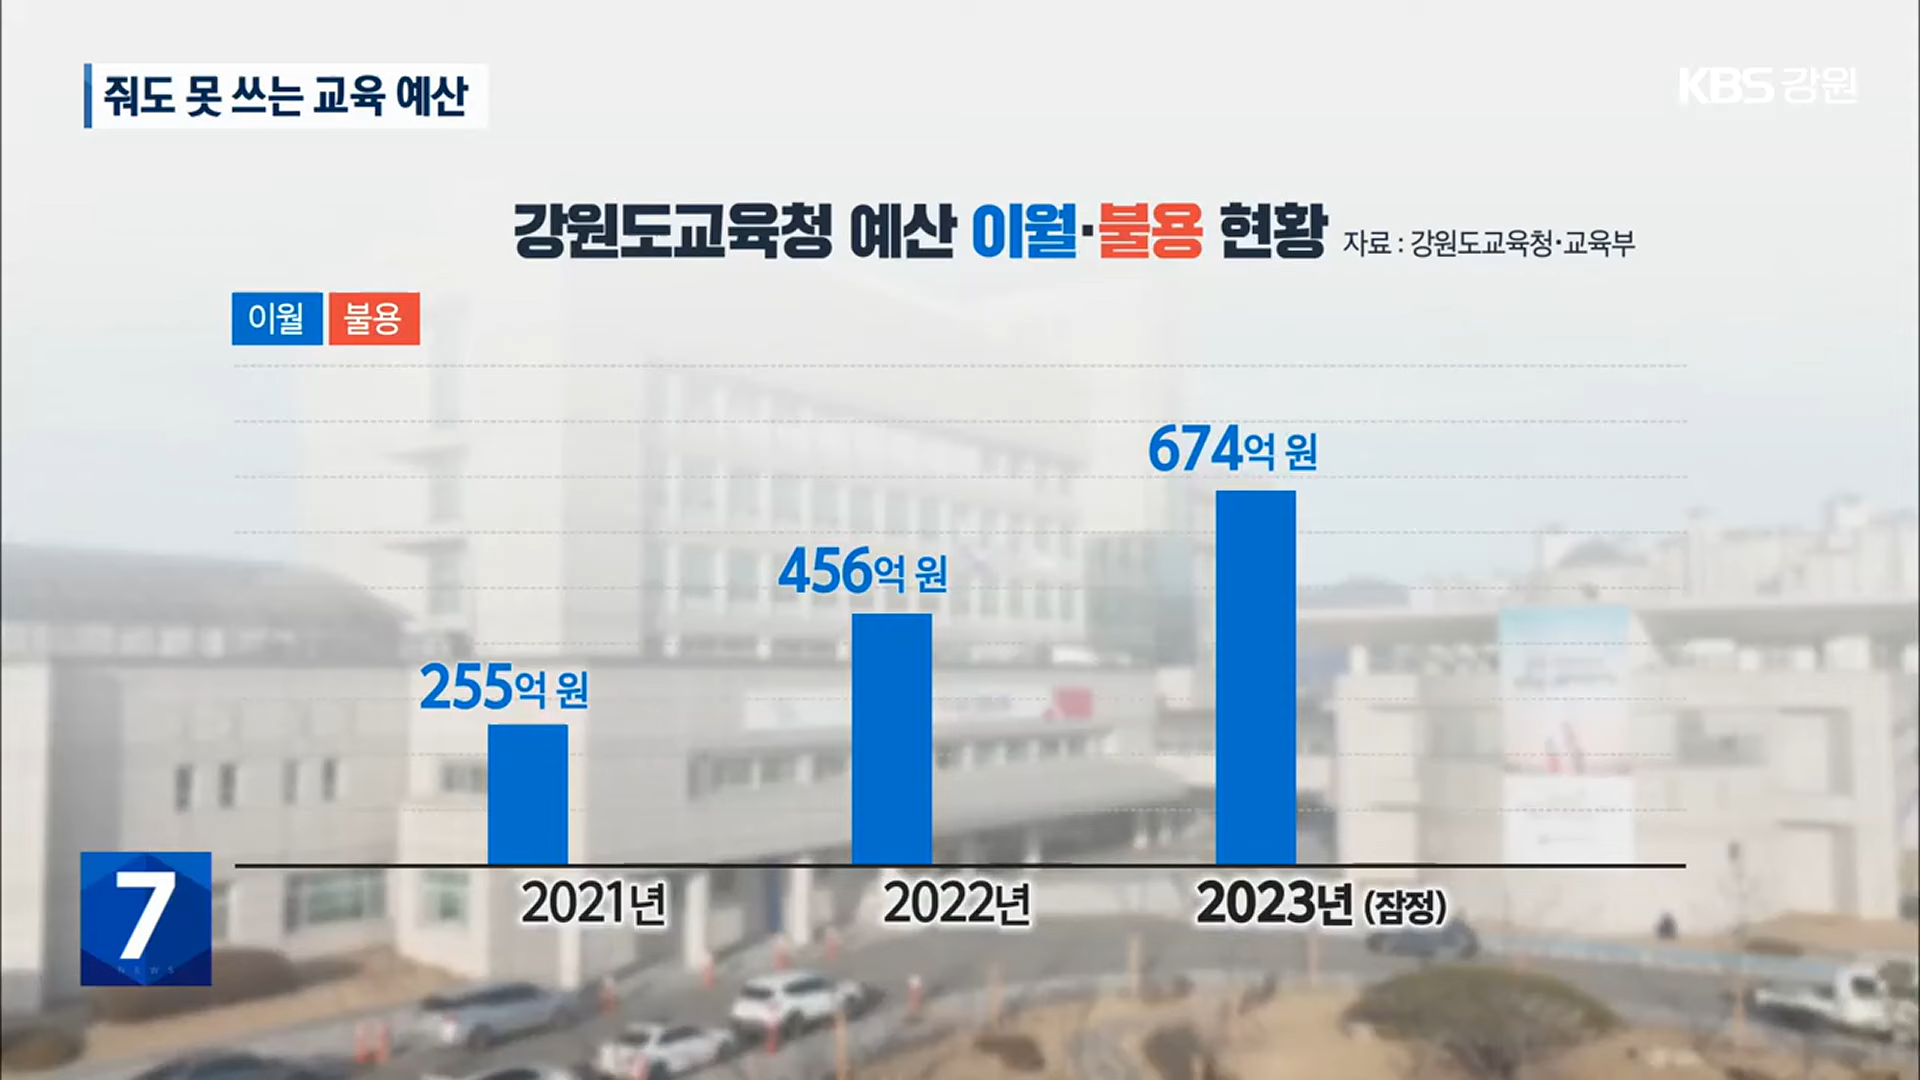 줘도 못 쓰는 교육 예산
KBS 강원
강원도교육청 예산 이월·불용 현황 자료 : 강원도교육청·교육부
이월 불용
674억 원
456억 원
255억 원
2021년 2022년 2023년 (잠정)
7
NEWS